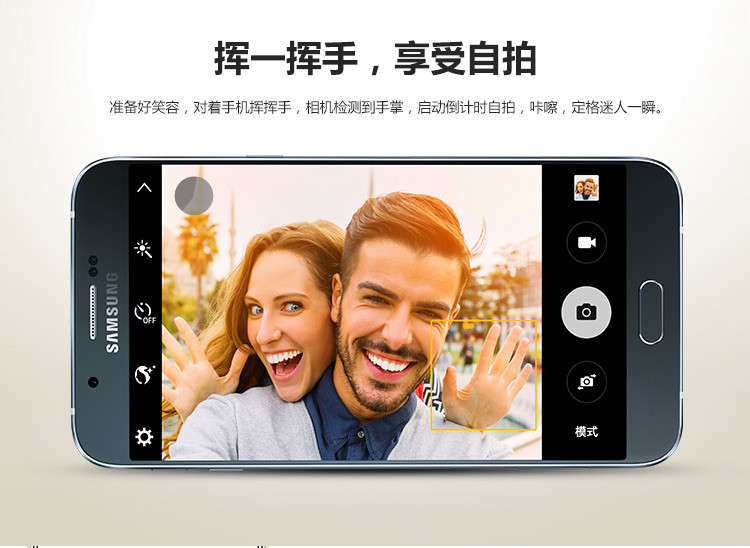 挥一挥手，享受自拍
准备好笑容，对着手机挥挥手，相机检测到手掌，启动倒计时自拍，咔嚓，定格迷人一瞬。
SAMSUNG
OFF
模式